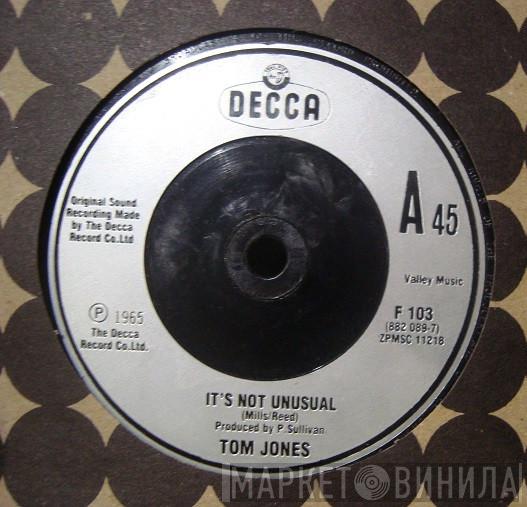 DECCA
Original Sound
Recording Made
by The Decca
Record Co.Ltd
A 45
Valley Music
F 103
(882 089-7)
ZPMSC 11218
P 1965
The Decca
Record Co.Ltd.
IT'S NOT UNUSUAL
(Mills/Reed)
Produced by P. Sullivan
TOM JONES
МАРКЕТ ВИНИЛА